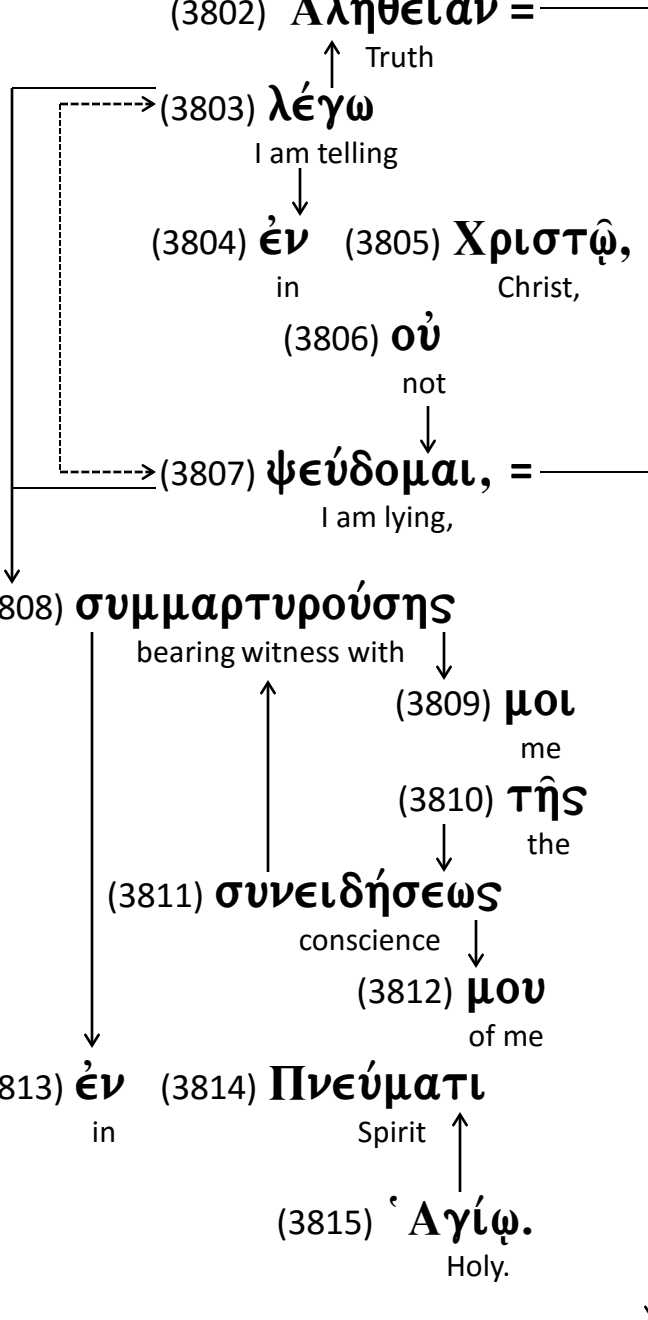 (3802) Ἀλήθειαν =
Truth
(3803) λέγω
I am telling
(3804) ἐν (3805) Χριστῷ,
in Christ,
(3806) οὐ
not
(3807) ψεύδομαι, =
I am lying,
808) συμμαρτυρούσης
bearing witness with
(3809) μοι
me
(3810) τῆς
the
(3811) συνειδήσεως
conscience
(3812) μου
of me
813) ἐν (3814) Πνεύματι
in Spirit
(3815) Ἁγίῳ.
Holy.